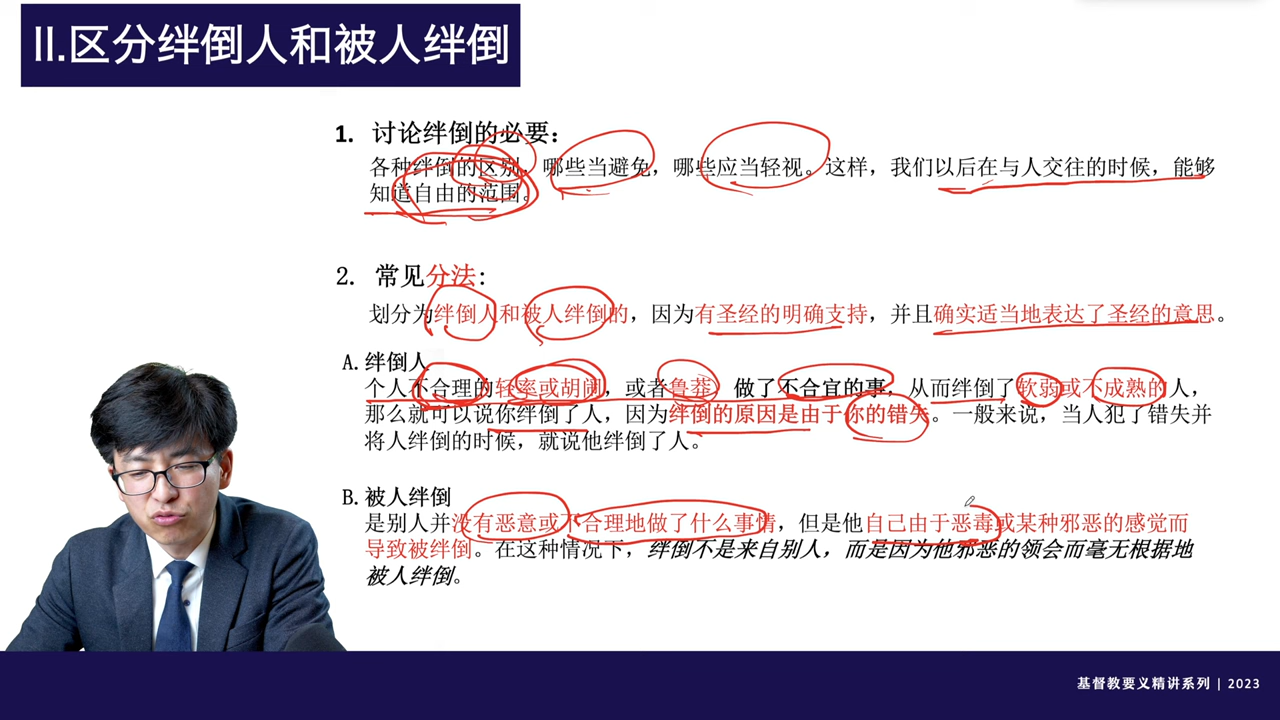 II.区分绊倒人和被人绊倒
1. 讨论绊倒的必要：
各种绊倒的区别，哪些当避免，哪些应当轻视。这样，我们以后在与人交往的时候，能够
知道自由的范围。
2. 常见分法:
划分为绊倒人和被人绊倒的，因为有圣经的明确支持，并且确实适当地表达了圣经的意思。
A. 绊倒人
个人不合理的轻率或胡闹，或者鲁莽 做了不合宜的事，从而绊倒了软弱或不成熟的人，
那么就可以说你绊倒了人，因为绊倒的原因是由于你的错失。一般来说，当人犯了错失并
将人绊倒的时候，就说他绊倒了人。
B. 被人绊倒
是别人并没有恶意或不合理地做了什么事情，但是他自己由于恶毒或某种邪恶的感觉而
导致被绊倒。在这种情况下，绊倒不是来自别人，而是因为他邪恶的领会而毫无根据地
被人绊倒。
基督教要义精讲系列 | 2023